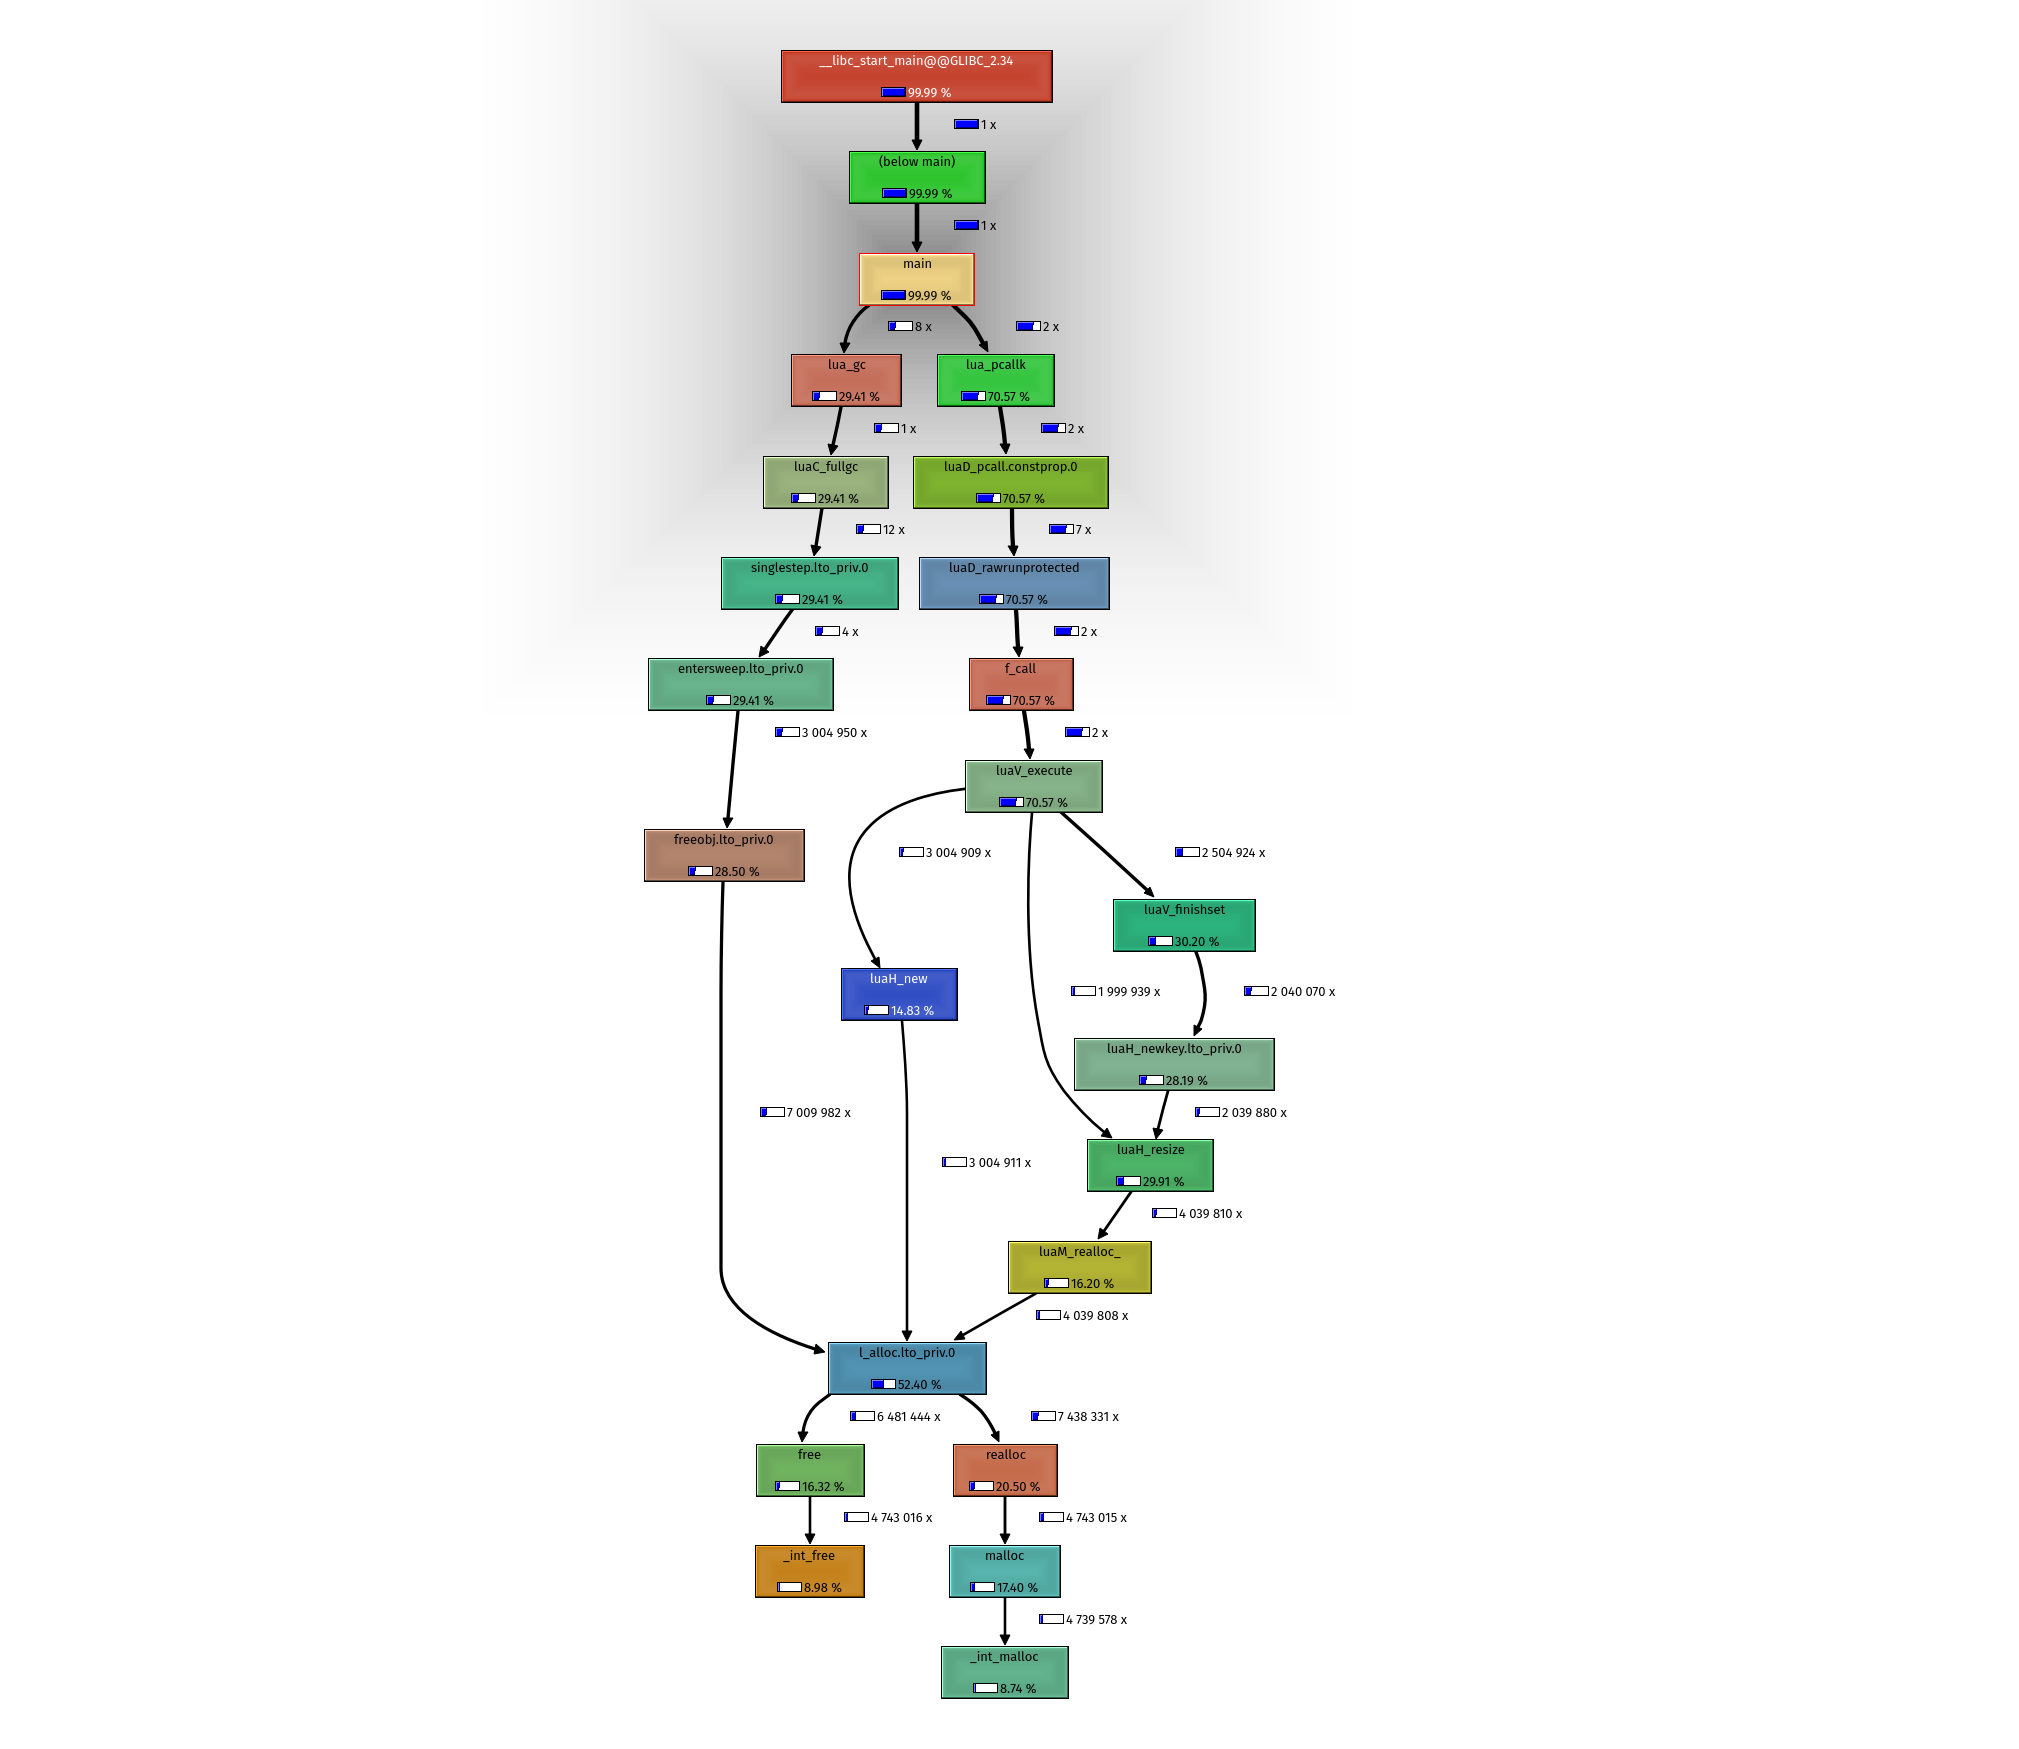 __libc_start_main@@GLIBC_2.34
99.99 %
1 x
(below main)
99.99 %
1 x
main
99.99 %
8 x
2 x
lua_gc
29.41 %
lua_pcallk
70.57 %
1 x
2 x
luaC_fullgc
29.41 %
luaD_pcall.constprop.0
70.57 %
12 x
7 x
singlestep.lto_priv.0
29.41 %
luaD_rawrunprotected
70.57 %
4 x
2 x
entersweep.lto_priv.0
29.41 %
f_call
70.57 %
3 004 950 x
2 x
luaV_execute
70.57 %
freeobj.lto_priv.0
28.50 %
3 004 909 x
2 504 924 x
luaV_finishset
30.20 %
luaH_new
14.83 %
1 999 939 x
2 040 070 x
luaH_newkey.lto_priv.0
28.19 %
7 009 982 x
2 039 880 x
3 004 911 x
luaH_resize
29.91 %
4 039 810 x
luaM_realloc_
16.20 %
4 039 808 x
l_alloc.lto_priv.0
52.40 %
6 481 444 x
7 438 331 x
free
16.32 %
realloc
20.50 %
4 743 016 x
4 743 015 x
_int_free
8.98 %
malloc
17.40 %
4 739 578 x
_int_malloc
8.74 %